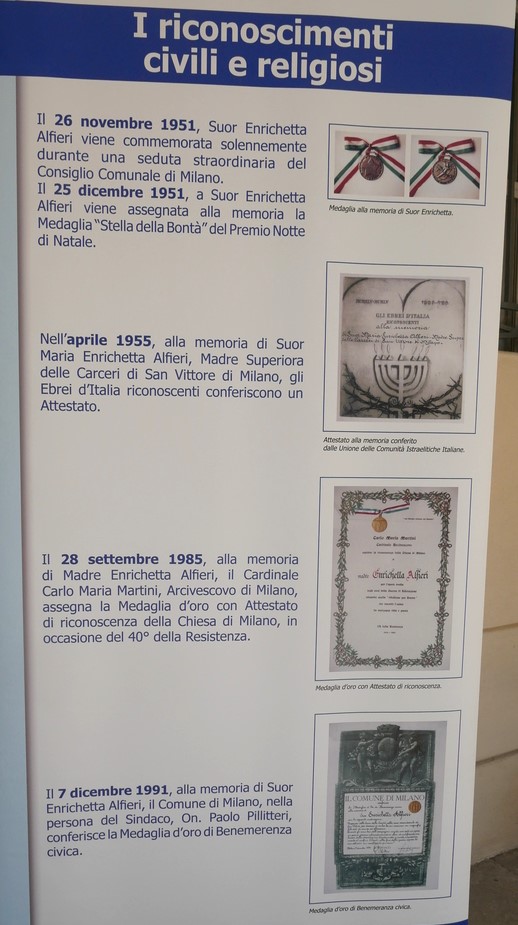 I riconoscimenti
civili e religiosi
Il 26 novembre 1951, Suor Enrichetta
Alfieri viene commemorata solennemente
durante una seduta straordinaria del
Consiglio Comunale di Milano.
Il 25 dicembre 1951, a Suor Enrichetta
Alfieri viene assegnata alla memoria la
Medaglia "Stella della Bontà" del Premio Notte
di Natale.
Medaglia alla memoria di Suor Enrichetta.
Nell'aprile 1955, alla memoria di Suor
Maria Enrichetta Alfieri, Madre Superiora
delle Carceri di San Vittore di Milano, gli
Ebrei d'Italia riconoscenti conferiscono un
Attestato.
GLI EBREI D'ITALIA
RICONOSCENTI
alla memoria
Attestato alla memoria conferito
dalle Unione delle Comunità Istraelitiche Italiane.
Il 28 settembre 1985, alla memoria
di Madre Enrichetta Alfieri, il Cardinale
Carlo Maria Martini, Arcivescovo di Milano,
assegna la Medaglia d'oro con Attestato
di riconoscenza della Chiesa di Milano, in
occasione del 40° della Resistenza.
Carlo Maria Martini
madre Enrichetta Alfieri
Medaglia d'oro con Attestato di riconoscenza.
Il 7 dicembre 1991, alla memoria di Suor
Enrichetta Alfieri, il Comune di Milano, nella
persona del Sindaco, On. Paolo Pillitteri,
conferisce la Medaglia d'oro di Benemerenza
civica.
IL COMUNE DI MILANO
Enrichetta Alfieri
Medaglia d'oro di Benemeranza civica.